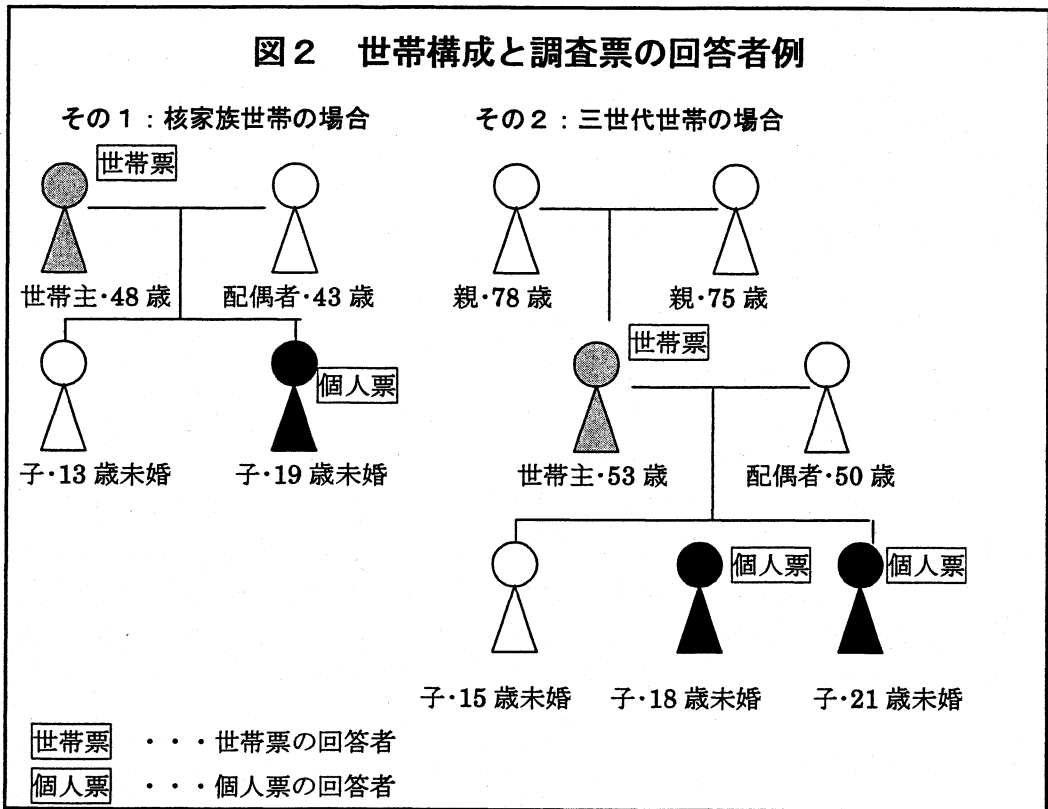 図２　世帯構成と調査票の回答者例
その１：核家族世帯の場合
世帯票
世帯主・48 歳
配偶者・43 歳
個人票
子・13 歳未婚
子・19 歳未婚
その２：三世代世帯の場合
親・78 歳
親・75 歳
世帯票
世帯主・53 歳
配偶者・50 歳
個人票
個人票
子・15 歳未婚
子・18 歳未婚
子・21 歳未婚
世帯票　・・・世帯票の回答者
個人票　・・・個人票の回答者